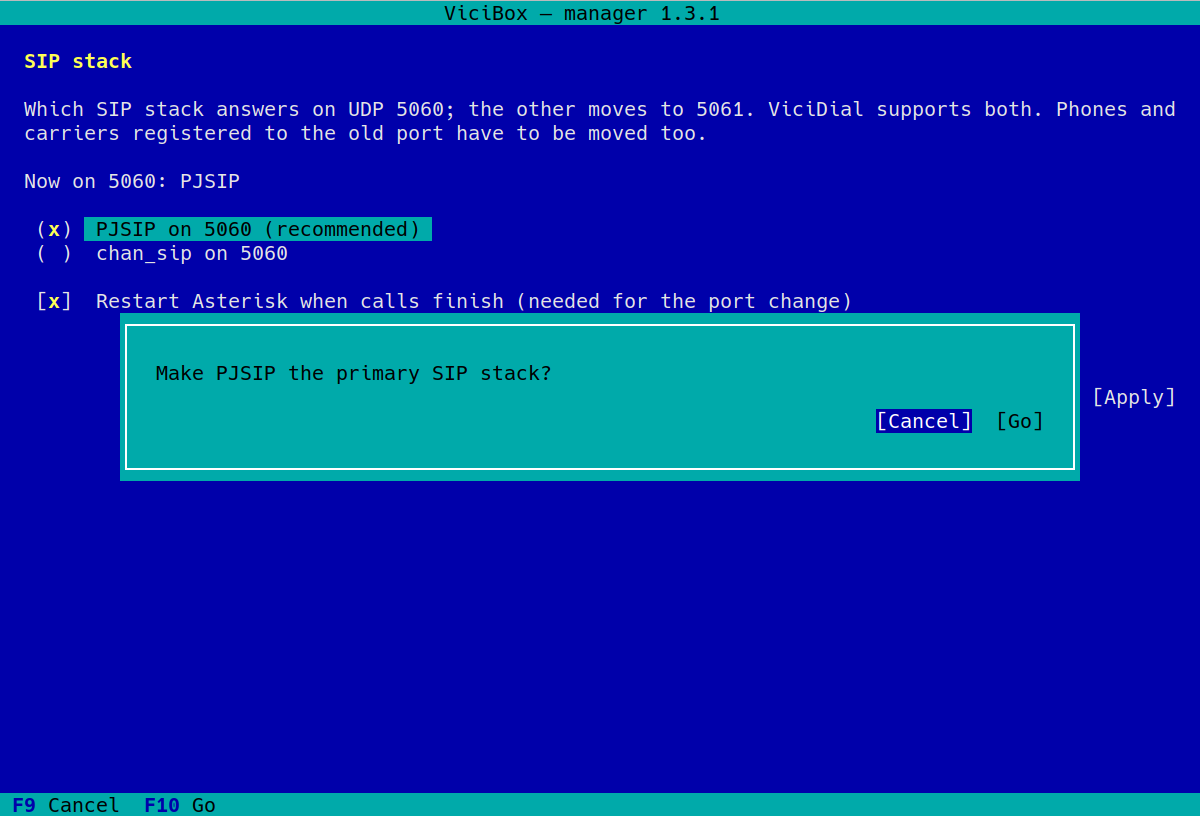 ViciBox — manager 1.3.1
SIP stack
Which SIP stack answers on UDP 5060; the other moves to 5061. ViciDial supports both. Phones and
carriers registered to the old port have to be moved too.
Now on 5060: PJSIP
(x) PJSIP on 5060 (recommended)
( ) chan_sip on 5060
[x] Restart Asterisk when calls finish (needed for the port change)
Make PJSIP the primary SIP stack?
[Apply]
[Cancel] [Go]
F9 Cancel F10 Go